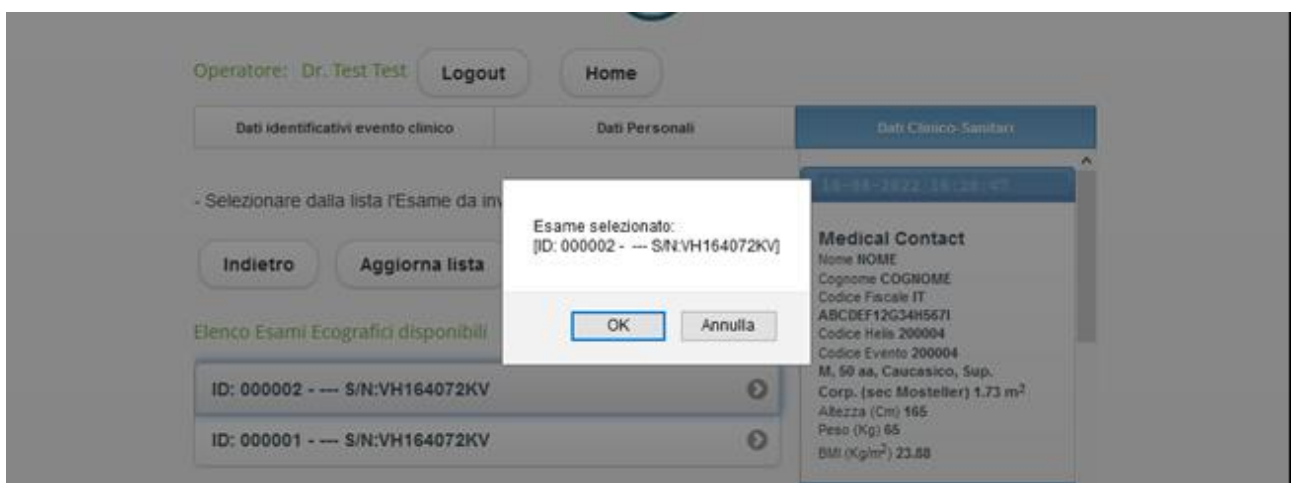 Operatore: Dr. Test Test
Logout
Home
Dati identificativi evento clinico
Dati Personali
Dati Clinico-Sanitari
- Selezionare dalla lista l'Esame da
Indietro
Aggiorna lista
Elenco Esami Ecografici disponibili
ID: 000002 - --- S/N:VH164072KV
ID: 000001 - --- S/N:VH164072KV
Esame selezionato:
[ID: 000002 - --- S/N:VH164072KV]
OK
Annulla
Medical Contact
Nome NOME
Cognome COGNOME
Codice Fiscale IT
ABCDEF12G34H567I
Codice Helis 200004
Codice Evento 200004
M, 50 aa, Caucasico, Sup.
Corp. (sec Mosteller) 1.73 m²
Altezza (Cm) 165
Peso (Kg) 65
BMI (Kg/m²) 23.88